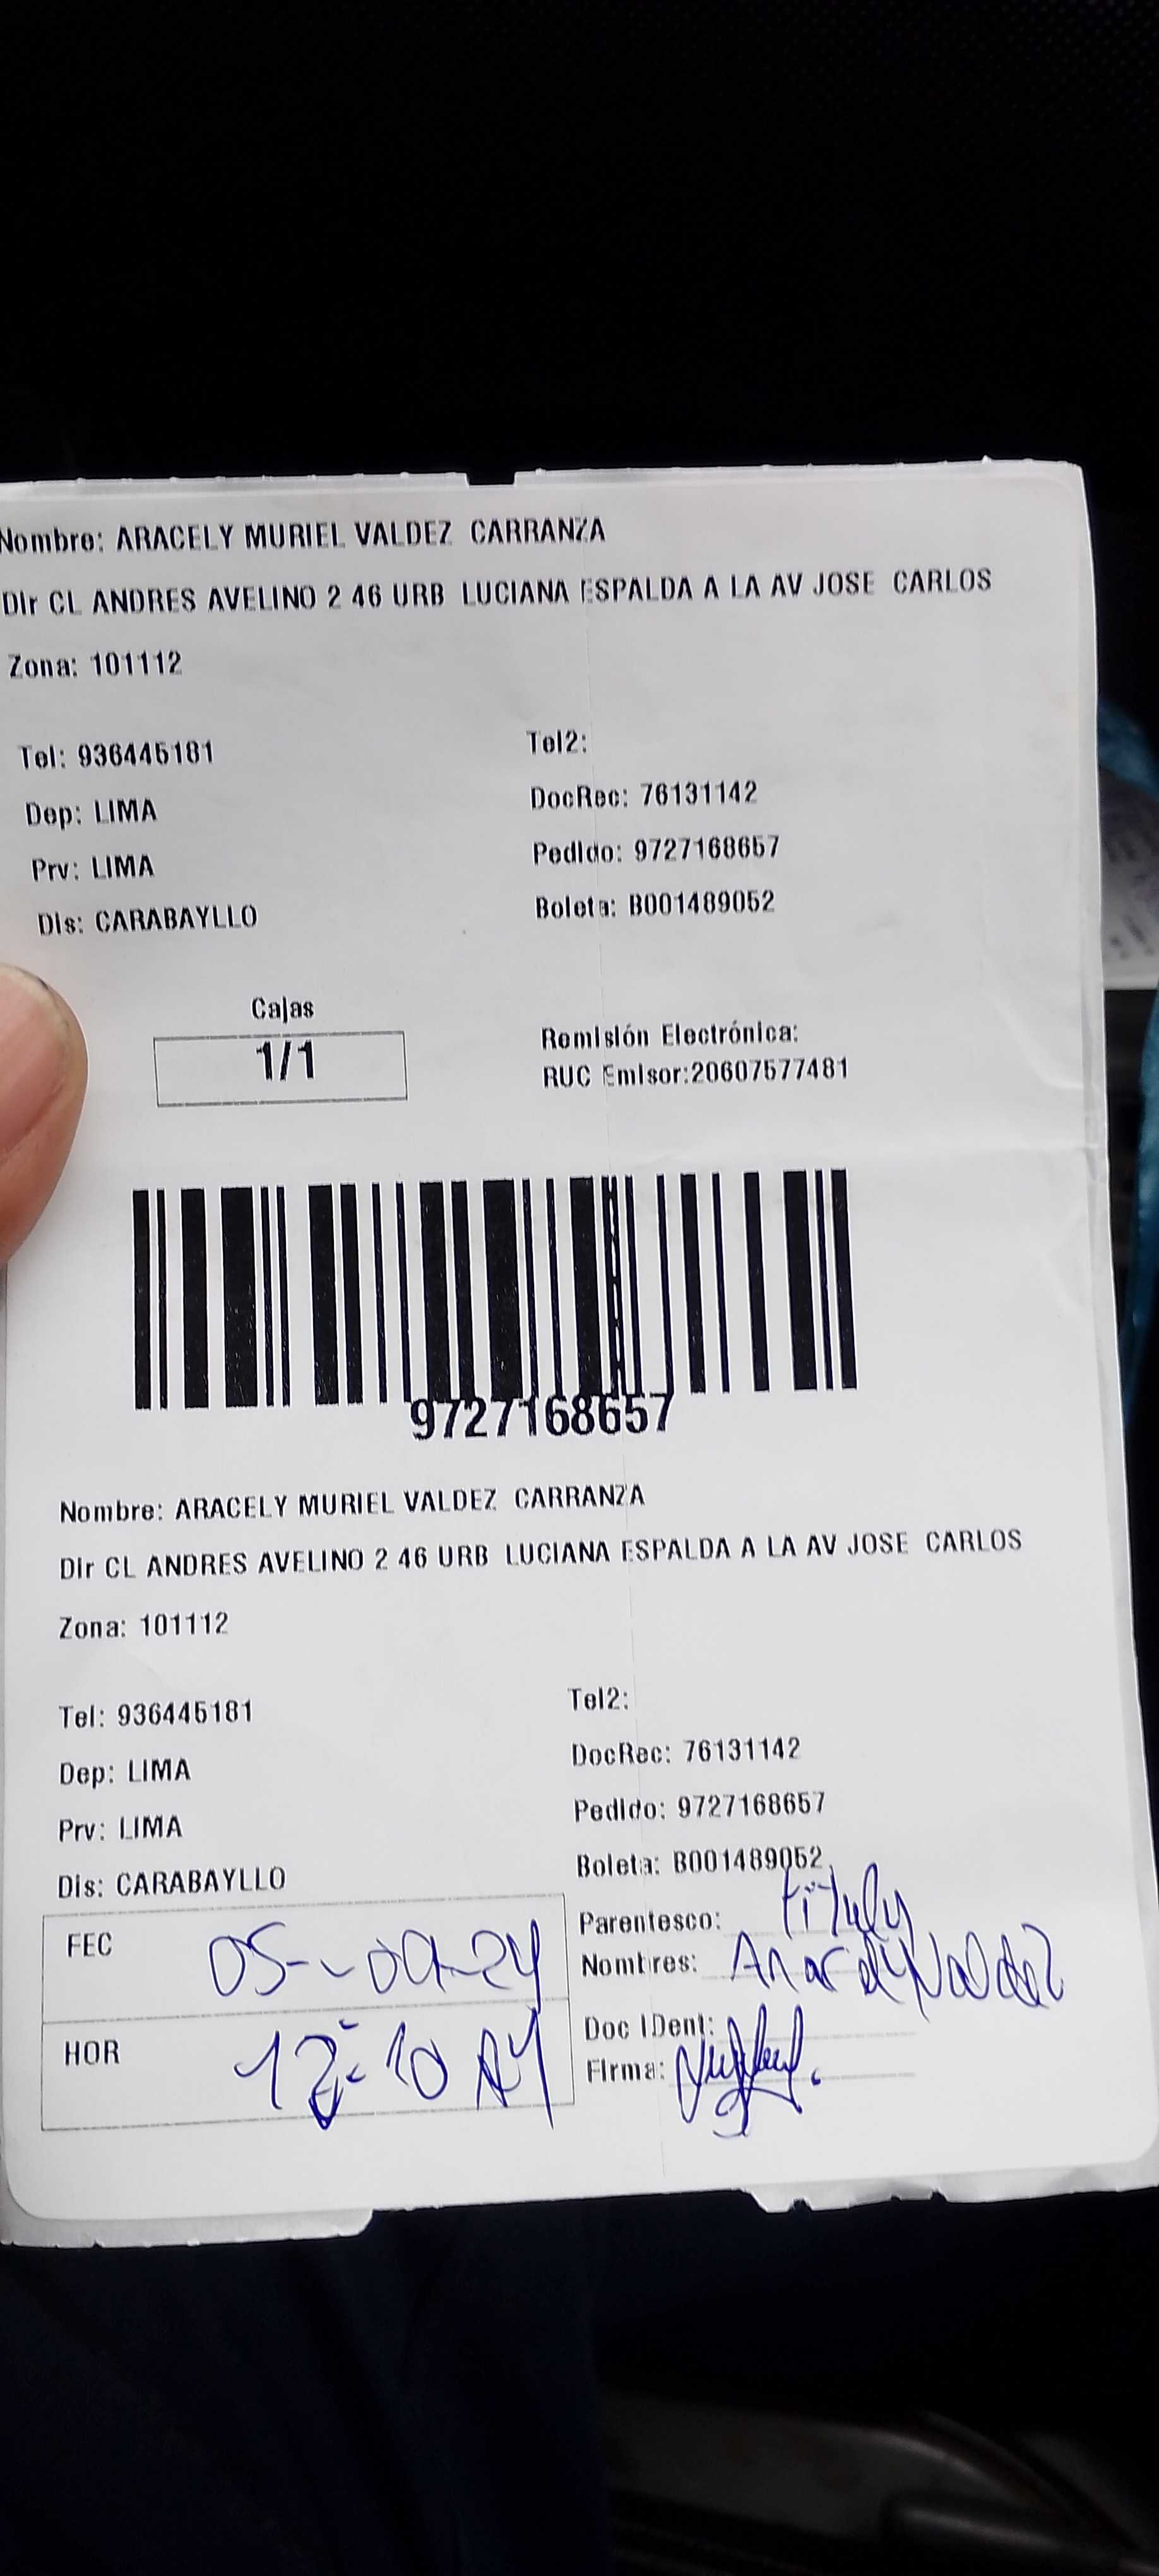 Nombre: ARACELY MURIEL VALDEZ CARRANZA
Dir CL ANDRES AVELINO 2 46 URB LUCIANA ESPALDA A LA AV JOSE CARLOS
Zona: 101112
Tel: 936445181
Tel2:
Dep: LIMA
DocRec: 76131142
Prv: LIMA
Pedido: 9727168657
Dis: CARABAYLLO
Boleta: B001489052
Cajas
1/1
Remisión Electrónica:
RUC Emisor:20607577481
9727168657
Nombre: ARACELY MURIEL VALDEZ CARRANZA
Dir CL ANDRES AVELINO 2 46 URB LUCIANA ESPALDA A LA AV JOSE CARLOS
Zona: 101112
Tel: 936445181
Tel2:
Dep: LIMA
DocRec: 76131142
Prv: LIMA
Pedido: 9727168657
Dis: CARABAYLLO
Boleta: B001489052
FEC 05-09-24
Parentesco:
Nombres:
HOR 12:10
Doc IDent:
Firma: